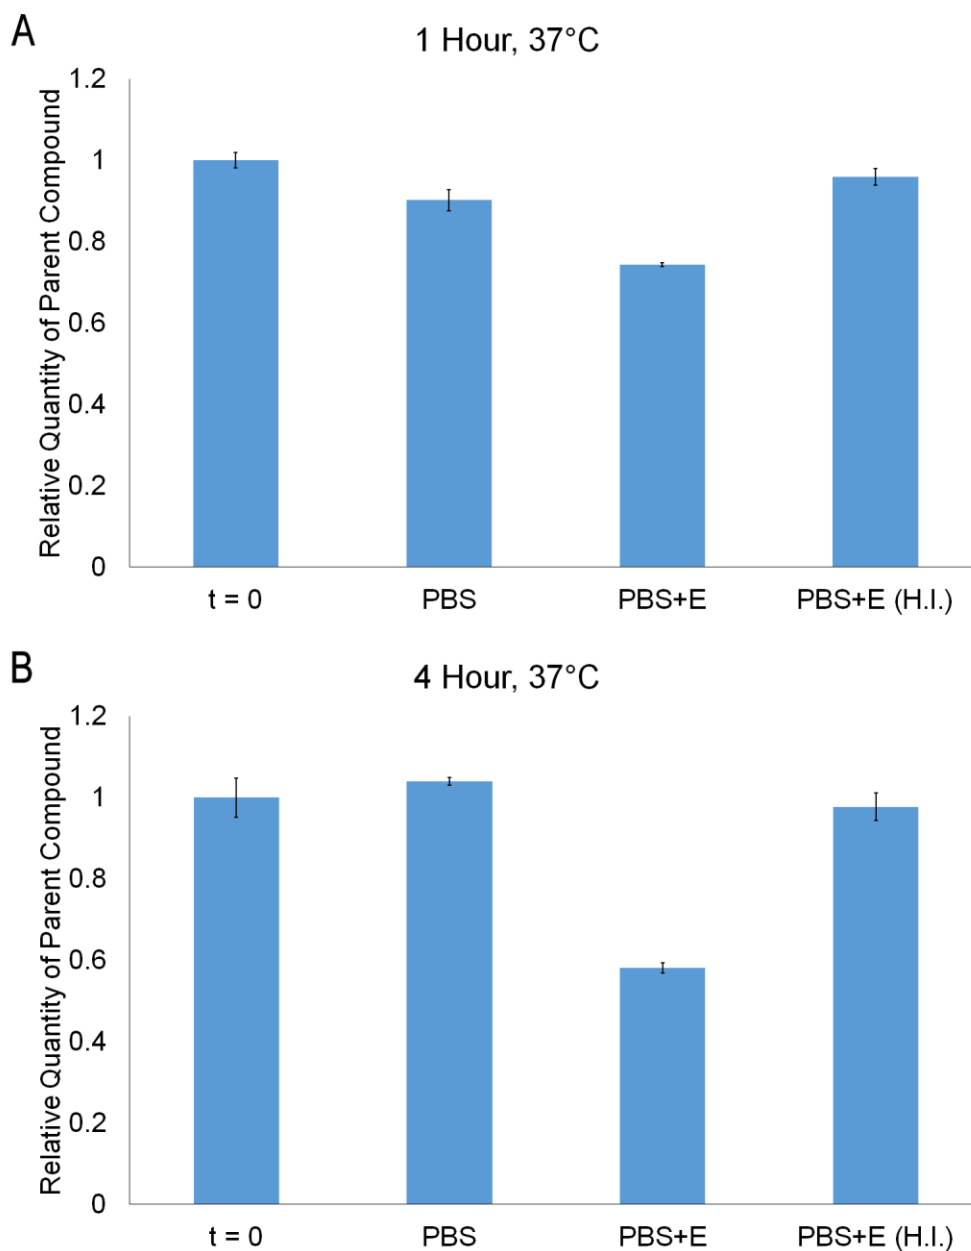 A
1 Hour, 37°C
Relative Quantity of Parent Compound
1.2
1
0.8
0.6
0.4
0.2
0
t = 0 PBS PBS+E PBS+E (H.I.)
B
4 Hour, 37°C
Relative Quantity of Parent Compound
1.2
1
0.8
0.6
0.4
0.2
0
t = 0 PBS PBS+E PBS+E (H.I.)